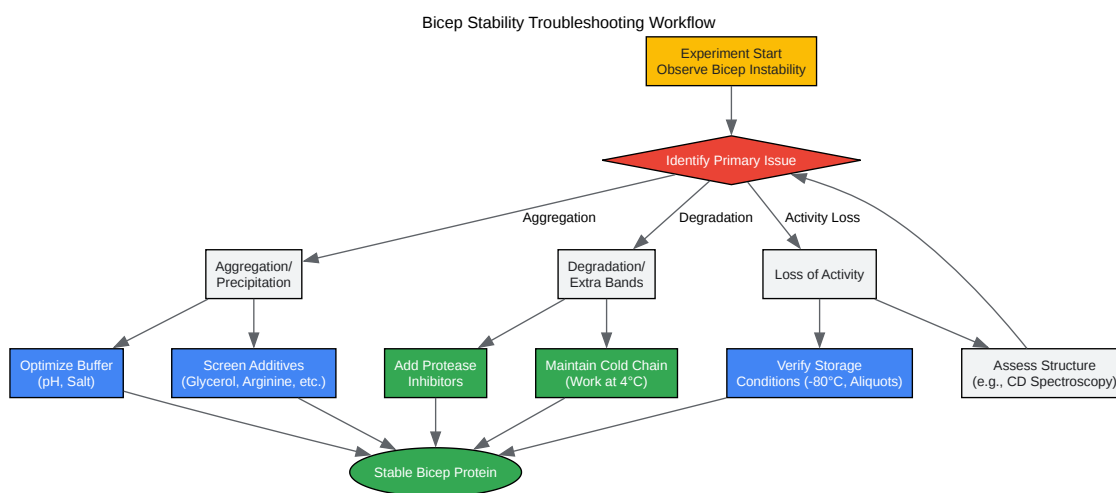 Bicep Stability Troubleshooting Workflow
Experiment Start
Observe Bicep Instability
Identify Primary Issue
Aggregation
Degradation
Activity Loss
Aggregation/
Precipitation
Degradation/
Extra Bands
Loss of Activity
Optimize Buffer
(pH, Salt)
Screen Additives
(Glycerol, Arginine, etc.)
Add Protease
Inhibitors
Maintain Cold Chain
(Work at 4°C)
Verify Storage
Conditions (-80°C, Aliquots)
Assess Structure
(e.g., CD Spectroscopy)
Stable Bicep Protein